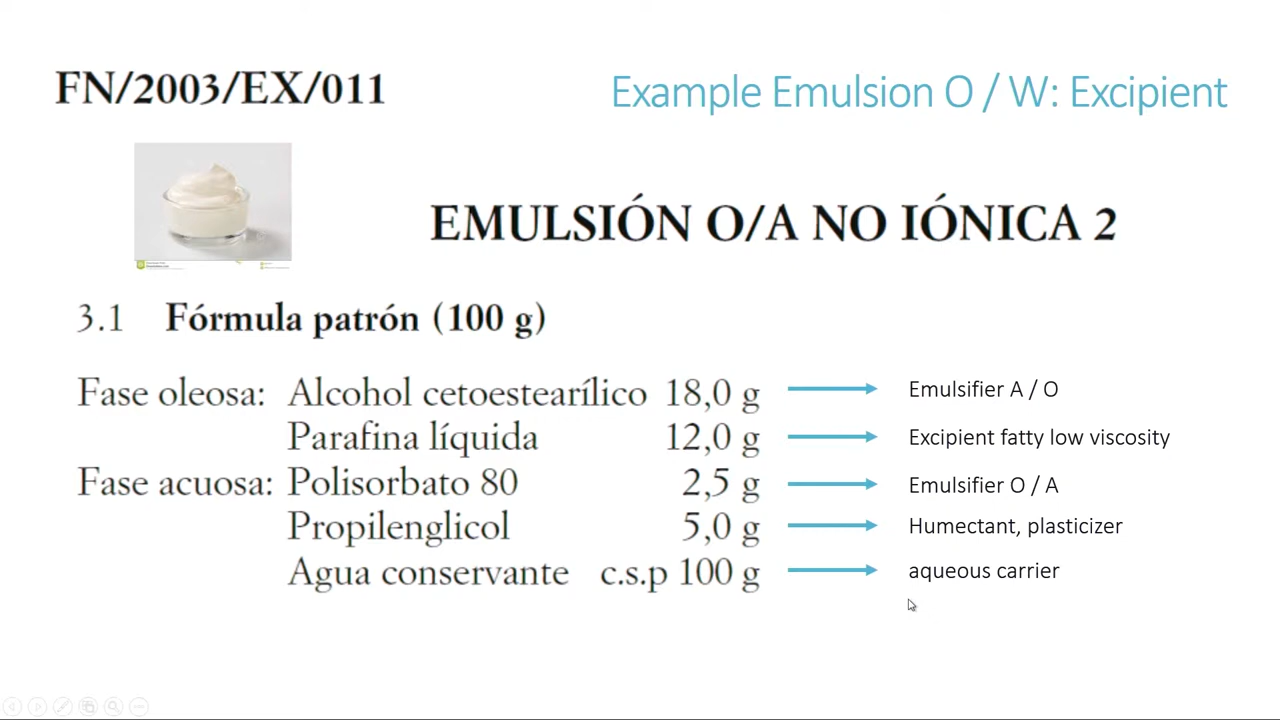 FN/2003/EX/011
Example Emulsion O / W: Excipient
EMULSIÓN O/A NO IÓNICA 2
3.1 Fórmula patrón (100 g)
Fase oleosa: Alcohol cetoestearílico 18,0 g Emulsifier A / O
Parafina líquida 12,0 g Excipient fatty low viscosity
Fase acuosa: Polisorbato 80 2,5 g Emulsifier O / A
Propilenglicol 5,0 g Humectant, plasticizer
Agua conservante c.s.p 100 g aqueous carrier